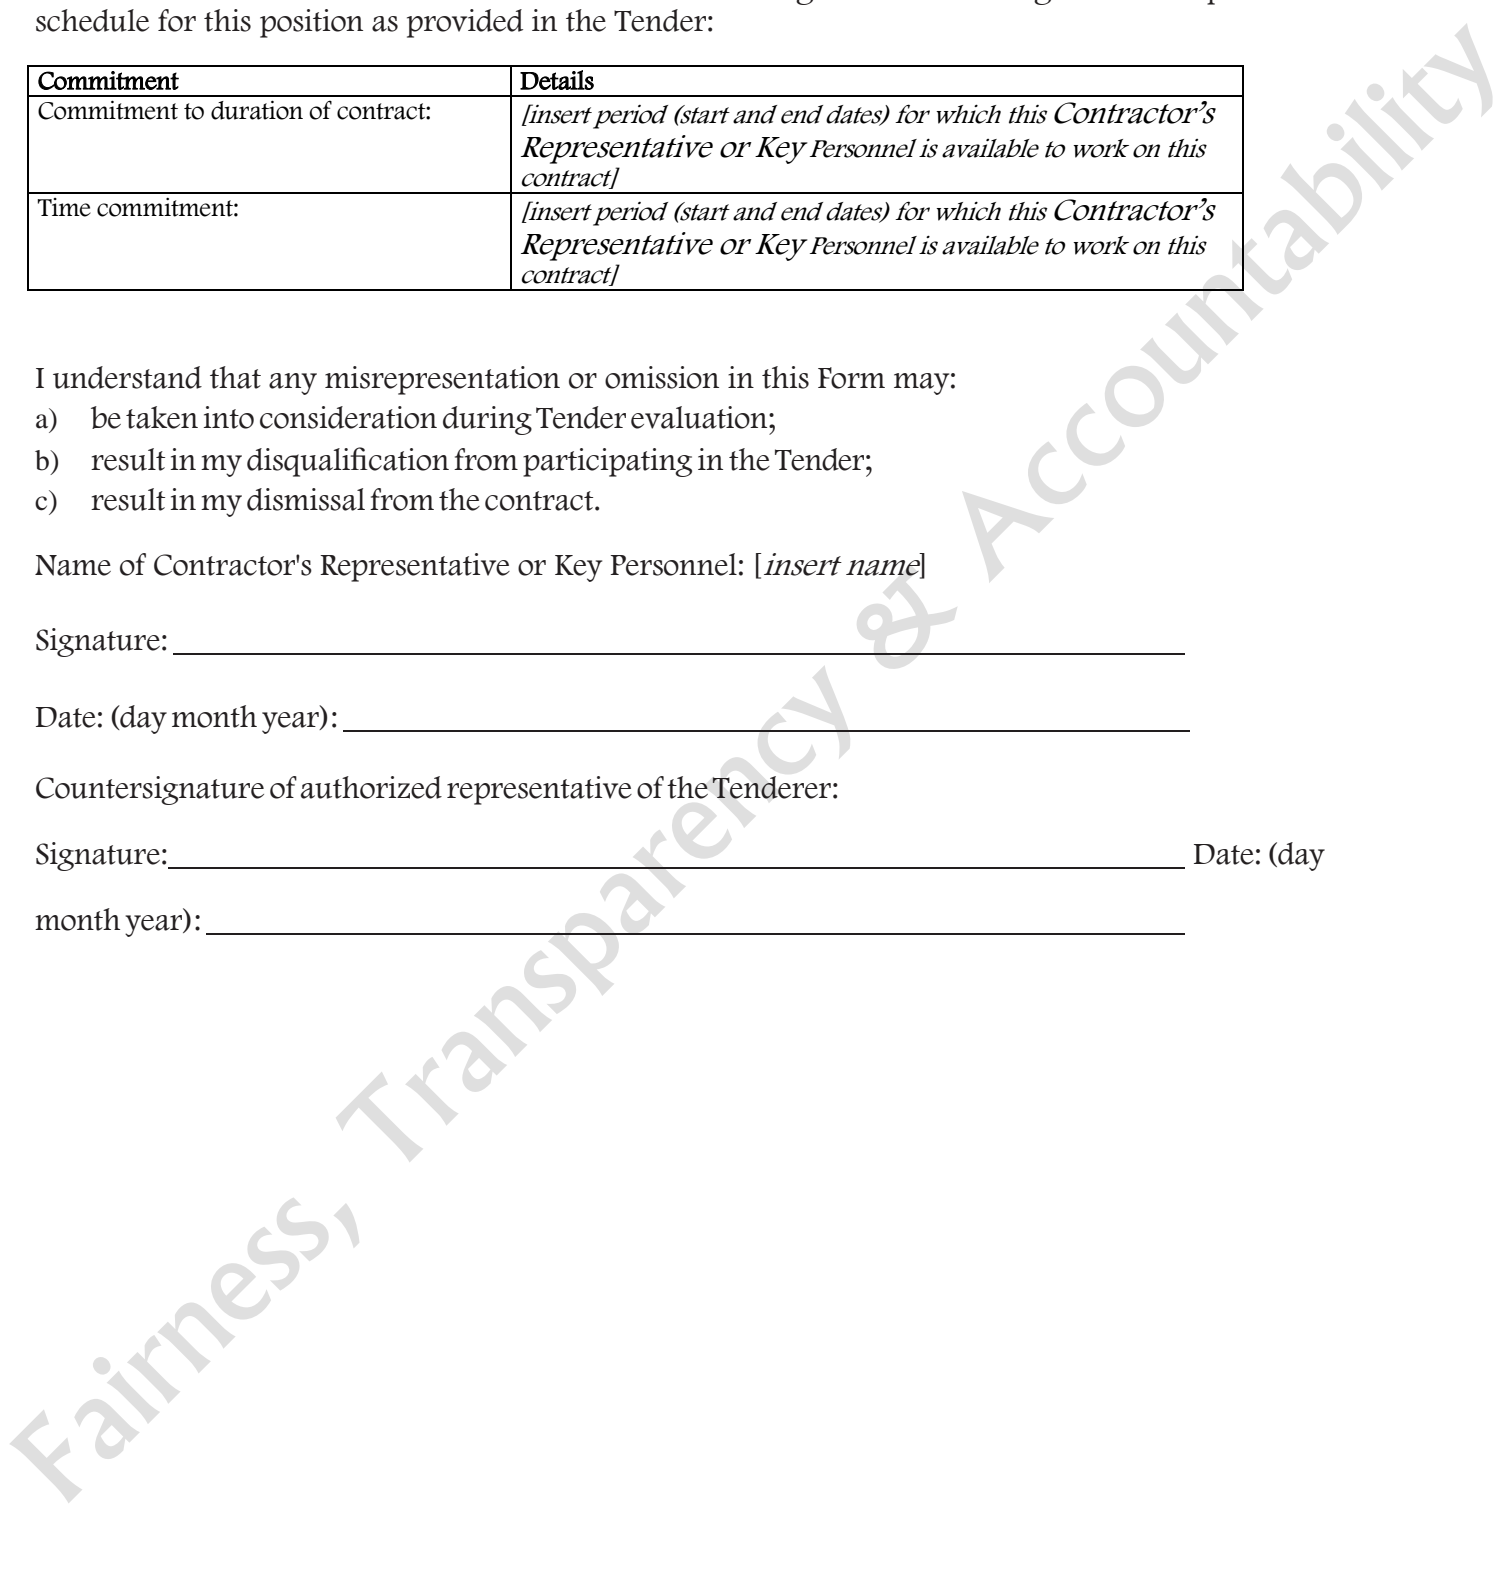 schedule for this position as provided in the Tender:
Commitment
Details
Commitment to duration of contract:
[insert period (start and end dates) for which this Contractor’s
Representative or Key Personnel is available to work on this
contract]
Time commitment:
[insert period (start and end dates) for which this Contractor’s
Representative or Key Personnel is available to work on this
contract]
I understand that any misrepresentation or omission in this Form may:
a) be taken into consideration during Tender evaluation;
b) result in my disqualification from participating in the Tender;
c) result in my dismissal from the contract.
Name of Contractor's Representative or Key Personnel: [insert name]
Signature:
Date: (day month year):
Countersignature of authorized representative of the Tenderer:
Signature: Date: (day
month year):
Fairness, Transparency & Accountability